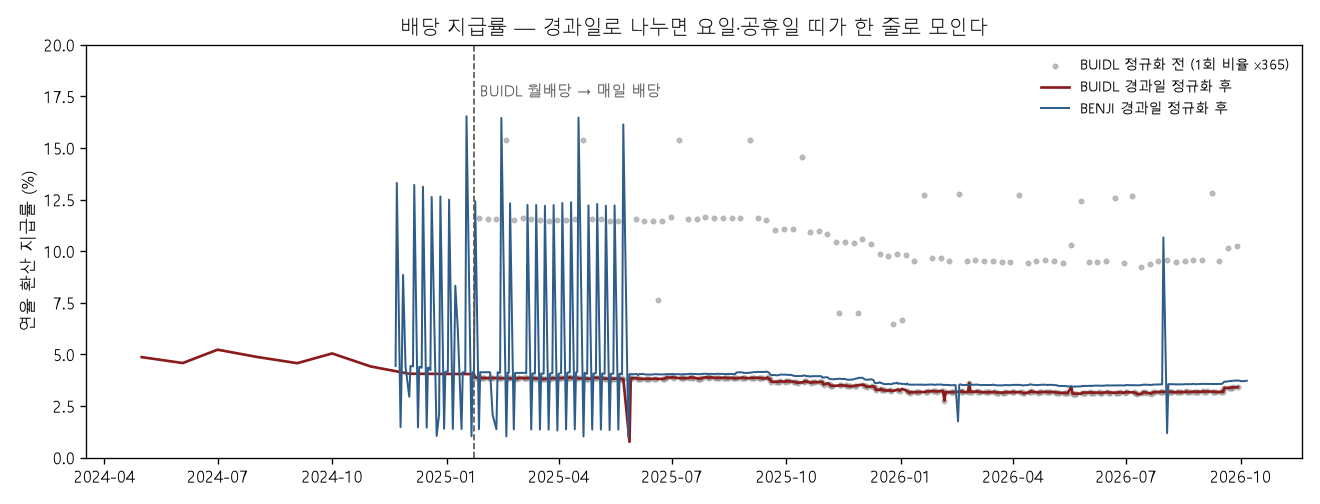 배당 지급률 — 경과일로 나누면 요일·공휴일 띠가 한 줄로 모인다
BUIDL 정규화 전 (1회 비율 ×365)
BUIDL 경과일 정규화 후
BENJI 경과일 정규화 후
BUIDL 월배당 → 매일 배당
연율 환산 지급률 (%)
20.0
17.5
15.0
12.5
10.0
7.5
5.0
2.5
0.0
2024-04 2024-07 2024-10 2025-01 2025-04 2025-07 2025-10 2026-01 2026-04 2026-07 2026-10